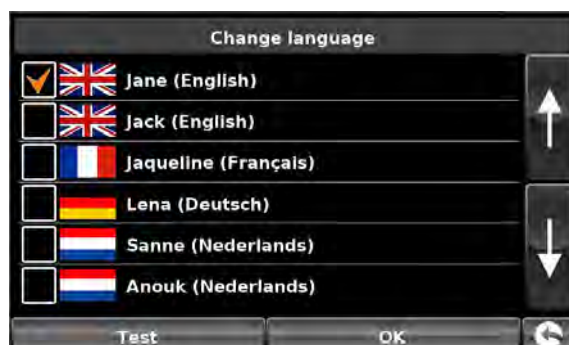 Change language
Jane (English)
Jack (English)
Jaqueline (Français)
Lena (Deutsch)
Sanne (Nederlands)
Anouk (Nederlands)
Test OK